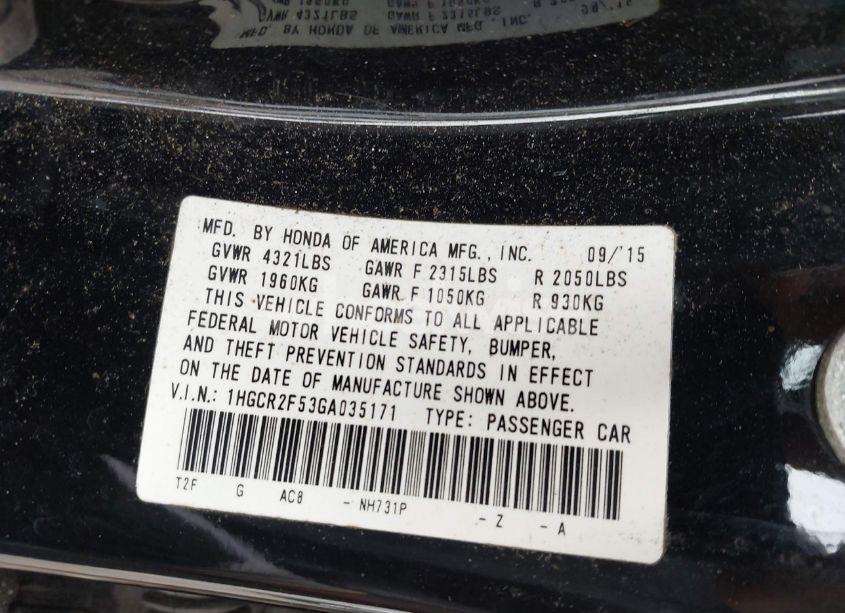 MFD. BY HONDA OF AMERICA MFG., INC. 09/'15
GVWR 4321LBS GAWR F 2315LBS R 2050LBS
GVWR 1960KG GAWR F 1050KG R 930KG
THIS VEHICLE CONFORMS TO ALL APPLICABLE
FEDERAL MOTOR VEHICLE SAFETY, BUMPER,
AND THEFT PREVENTION STANDARDS IN EFFECT
ON THE DATE OF MANUFACTURE SHOWN ABOVE.
V.I.N.: 1HGCR2F53GA035171 TYPE: PASSENGER CAR
T2F G AC8 - NH731P - Z - A